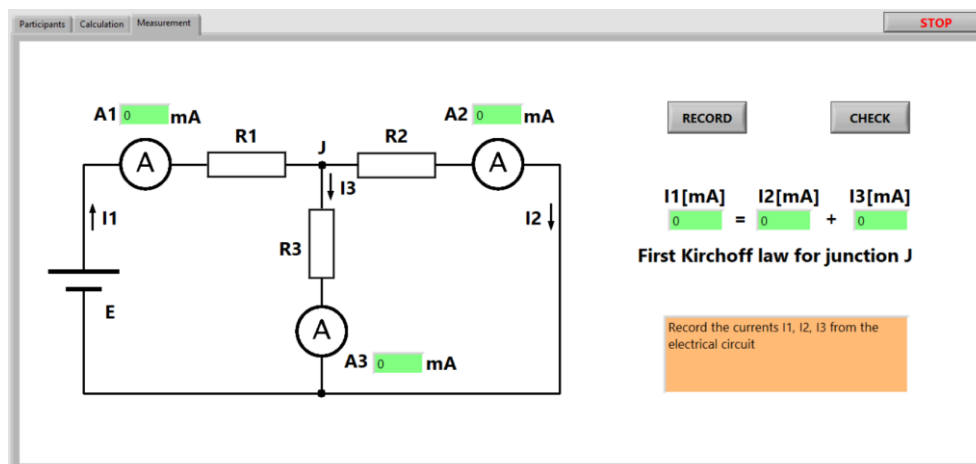 Participants Calculation Measurement STOP
A1 0 mA A2 0 mA
RECORD CHECK
R1 J R2
A A
I3
I1[mA] I2[mA] I3[mA]
I1 I2 0 = 0 + 0
R3
First Kirchoff law for junction J
E
A
Record the currents I1, I2, I3 from the
electrical circuit
A3 0 mA